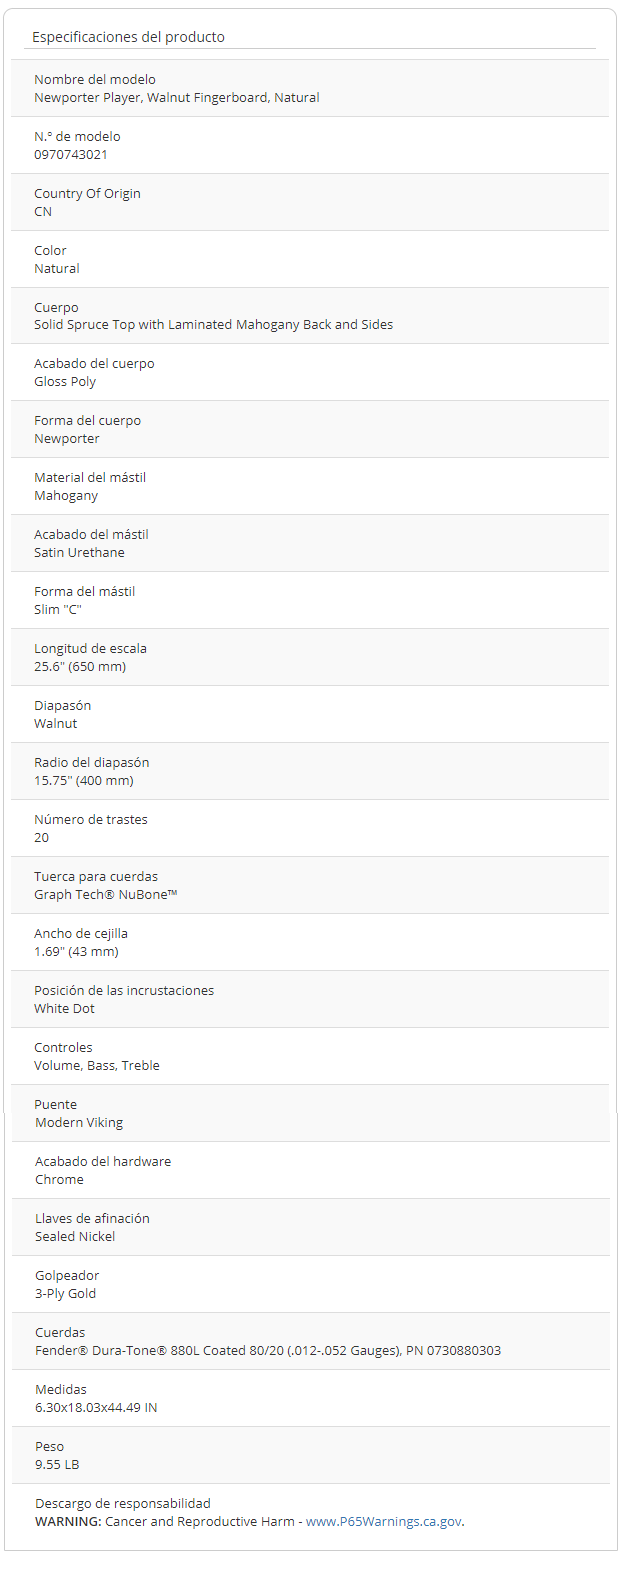 Especificaciones del producto
Nombre del modelo
Newporter Player, Walnut Fingerboard, Natural
N.º de modelo
0970743021
Country Of Origin
CN
Color
Natural
Cuerpo
Solid Spruce Top with Laminated Mahogany Back and Sides
Acabado del cuerpo
Gloss Poly
Forma del cuerpo
Newporter
Material del mástil
Mahogany
Acabado del mástil
Satin Urethane
Forma del mástil
Slim "C"
Longitud de escala
25.6" (650 mm)
Diapasón
Walnut
Radio del diapasón
15.75" (400 mm)
Número de trastes
20
Tuerca para cuerdas
Graph Tech® NuBone™
Ancho de cejilla
1.69" (43 mm)
Posición de las incrustaciones
White Dot
Controles
Volume, Bass, Treble
Puente
Modern Viking
Acabado del hardware
Chrome
Llaves de afinación
Sealed Nickel
Golpeador
3-Ply Gold
Cuerdas
Fender® Dura-Tone® 880L Coated 80/20 (.012-.052 Gauges), PN 0730880303
Medidas
6.30x18.03x44.49 IN
Peso
9.55 LB
Descargo de responsabilidad
WARNING: Cancer and Reproductive Harm - www.P65Warnings.ca.gov.